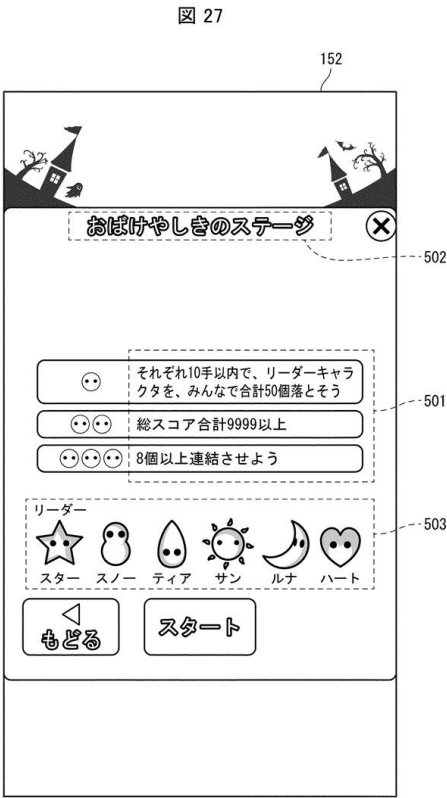 図 27
152
おばけやしきのステージ
502
それぞれ10手以内で、リーダーキャラ
クタを、みんなで合計50個落とそう
501
総スコア合計9999以上
8個以上連結させよう
リーダー
503
スター スノー ティア サン ルナ ハート
もどる
スタート